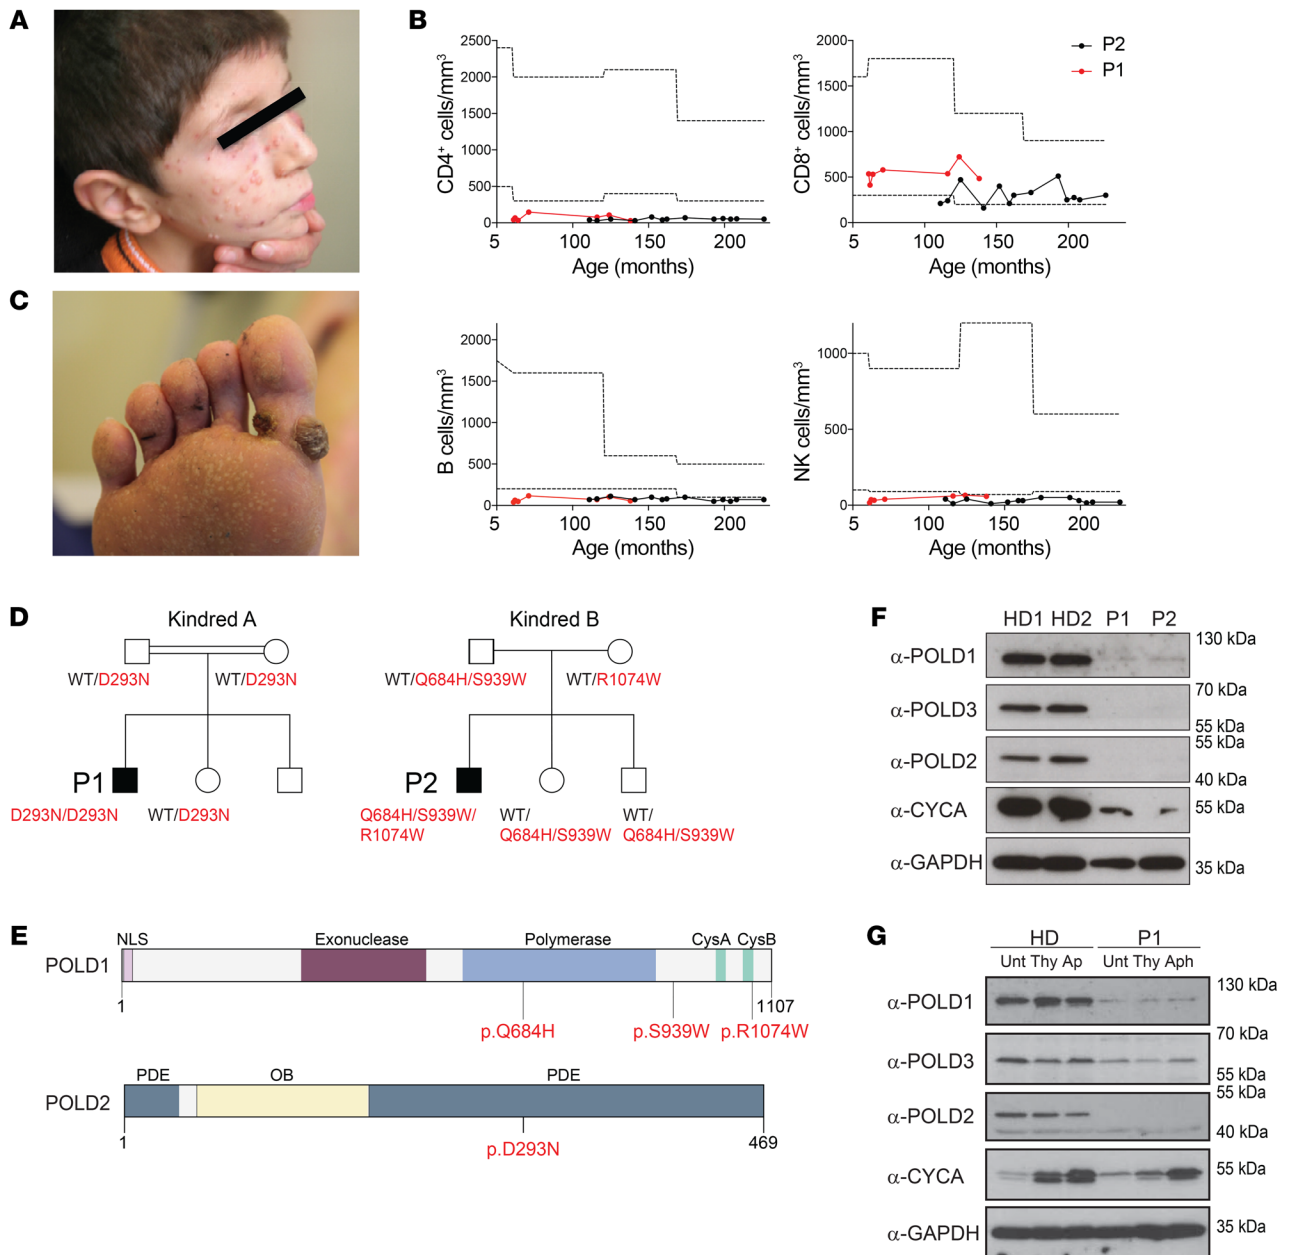 A
B
2500
2000
1500
1000
500
0
CD4+ cells/mm3
5 100 150 200
Age (months)
2000
1500
1000
500
0
CD8+ cells/mm3
5 100 150 200
Age (months)
P2
P1
C
2000
1500
1000
500
0
B cells/mm3
5 100 150 200
Age (months)
1000
500
0
NK cells/mm3
5 100 150 200
Age (months)
D
Kindred A
WT/D293N WT/D293N
P1
D293N/D293N WT/D293N
Kindred B
WT/Q684H/S939W WT/R1074W
P2
Q684H/S939W/
R1074W
WT/
Q684H/S939W
WT/
Q684H/S939W
E
NLS Exonuclease Polymerase CysA CysB
POLD1
1 1107
p.Q684H p.S939W p.R1074W
PDE OB PDE
POLD2
1 469
p.D293N
F
HD1 HD2 P1 P2
α-POLD1
130 kDa
α-POLD3
70 kDa
55 kDa
α-POLD2
55 kDa
40 kDa
α-CYCA
55 kDa
α-GAPDH
35 kDa
G
HD P1
Unt Thy Ap Unt Thy Aph
α-POLD1
130 kDa
α-POLD3
70 kDa
55 kDa
α-POLD2
55 kDa
40 kDa
α-CYCA
55 kDa
α-GAPDH
35 kDa